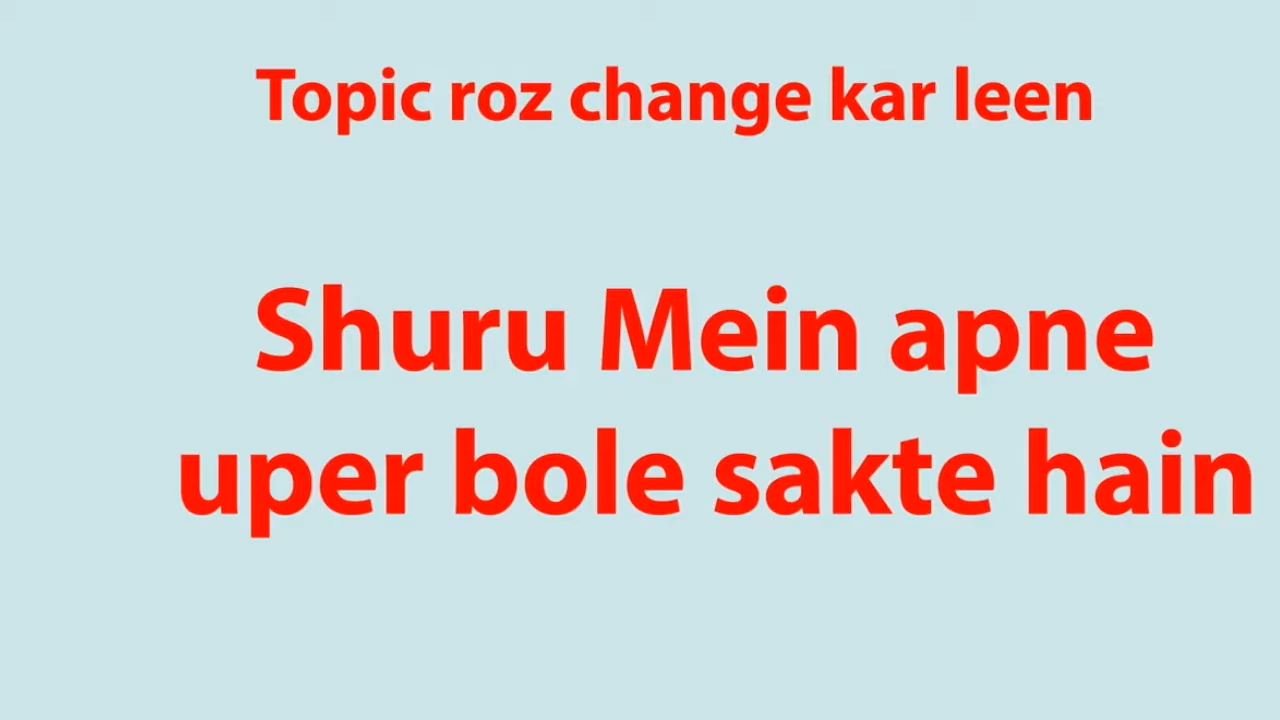 Topic roz change kar leen
Shuru Mein apne
uper bole sakte hain